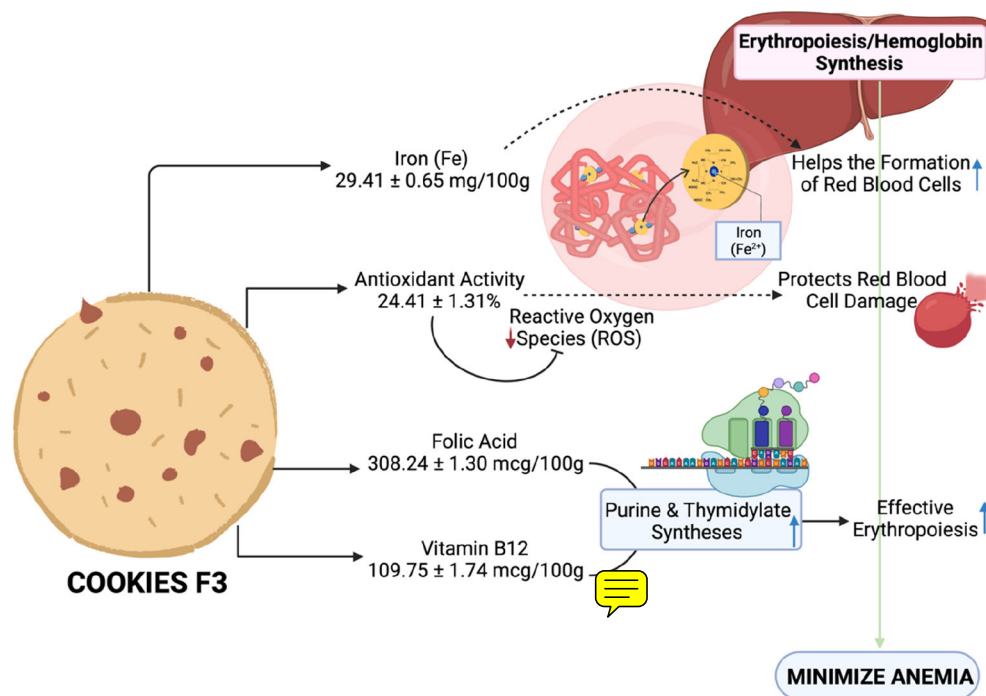 Erythropoiesis/Hemoglobin
Synthesis
Iron (Fe)
29.41 ± 0.65 mg/100g
Helps the Formation
of Red Blood Cells
Iron
(Fe²⁺)
Antioxidant Activity
24.41 ± 1.31%
Reactive Oxygen
Species (ROS)
Protects Red Blood
Cell Damage
Folic Acid
308.24 ± 1.30 mcg/100g
Purine & Thymidylate
Syntheses
Effective
Erythropoiesis
Vitamin B12
109.75 ± 1.74 mcg/100g
COOKIES F3
MINIMIZE ANEMIA